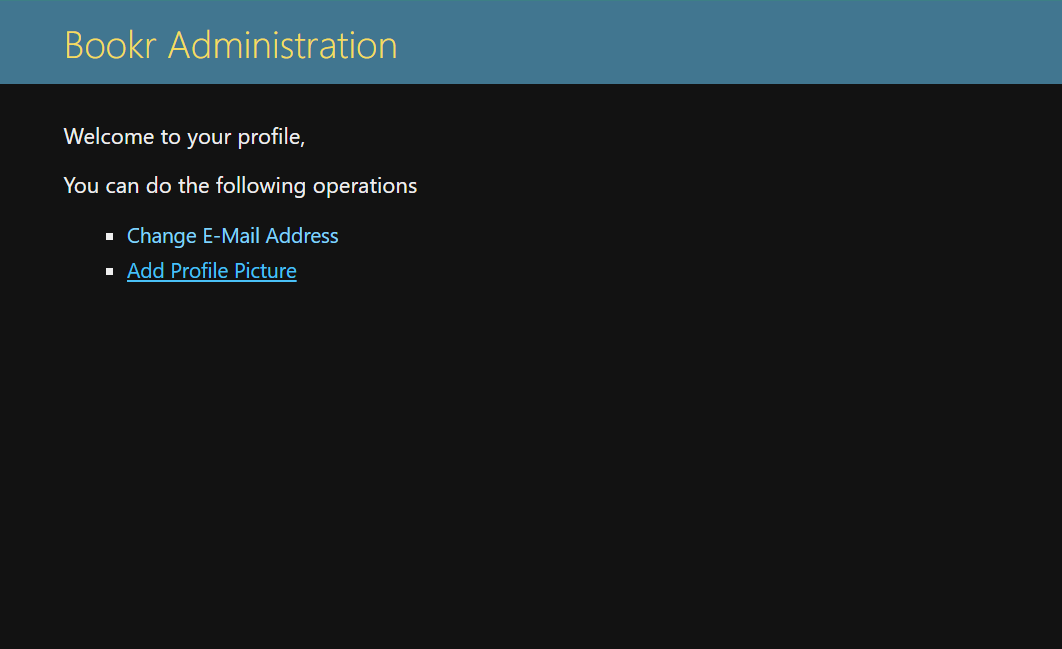 Bookr Administration
Welcome to your profile,
You can do the following operations
Change E-Mail Address
Add Profile Picture